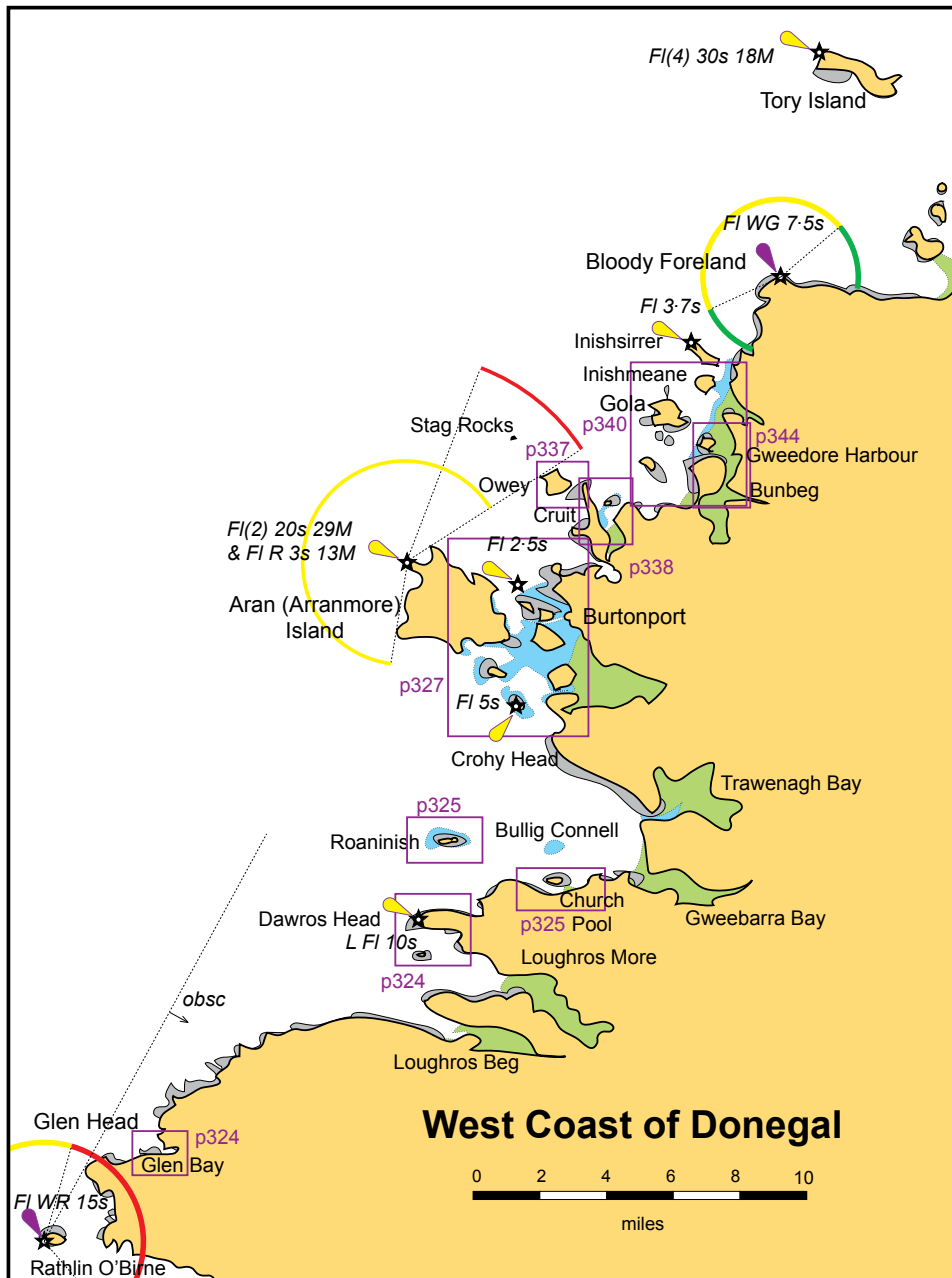 Fl(4) 30s 18M
Tory Island
Fl WG 7·5s
Bloody Foreland
Fl 3·7s
Inishsirrer
Inishmeane
Gola
p340
Stag Rocks
p337
p344
Gweedore Harbour
Owey
Bunbeg
Cruit
Fl(2) 20s 29M
& Fl R 3s 13M
Fl 2·5s
p338
Aran (Arranmore)
Island
Burtonport
p327
Fl 5s
Crohy Head
Trawenagh Bay
p325
Roaninish
Bullig Connell
Church
Pool
p325
Gweebarra Bay
Dawros Head
L Fl 10s
p324
Loughros More
obsc
Loughros Beg
Glen Head
p324
Glen Bay
West Coast of Donegal
0 2 4 6 8 10
miles
Fl WR 15s
Rathlin O'Birne